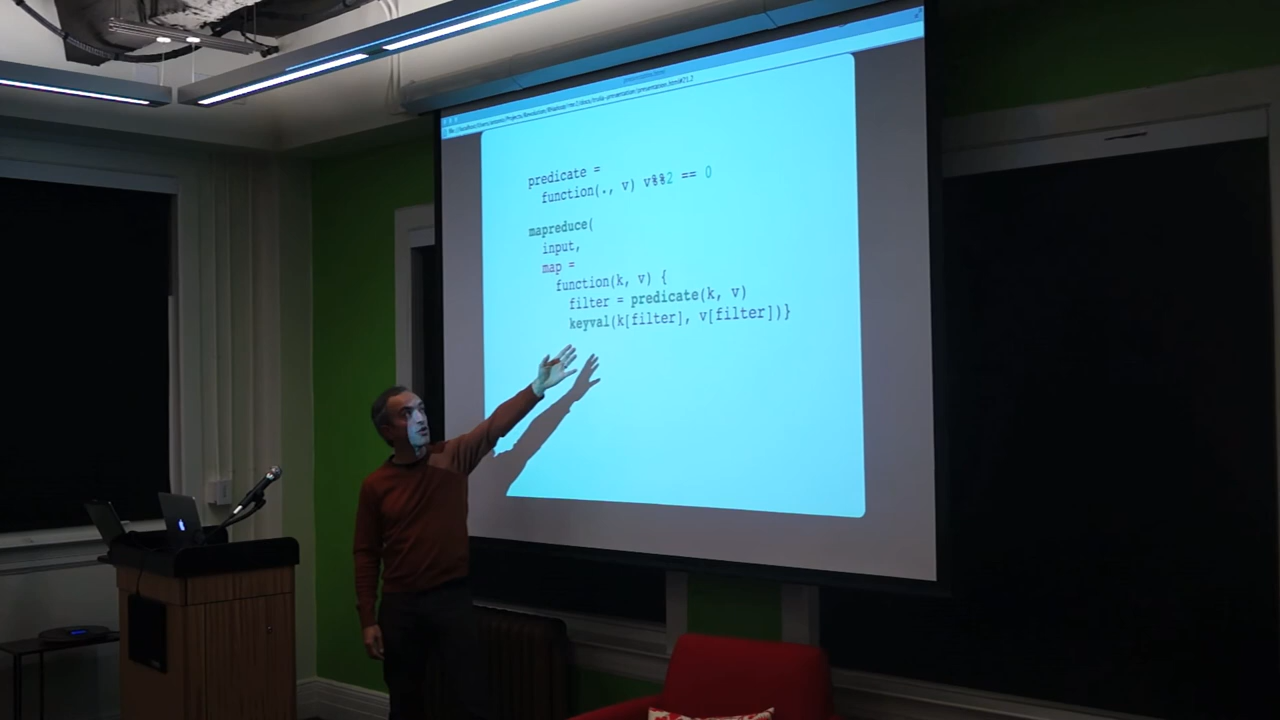 predicate =
function(., v) v%%2 == 0
mapreduce(
input,
map =
function(k, v) {
filter = predicate(k, v)
keyval(k[filter], v[filter])}